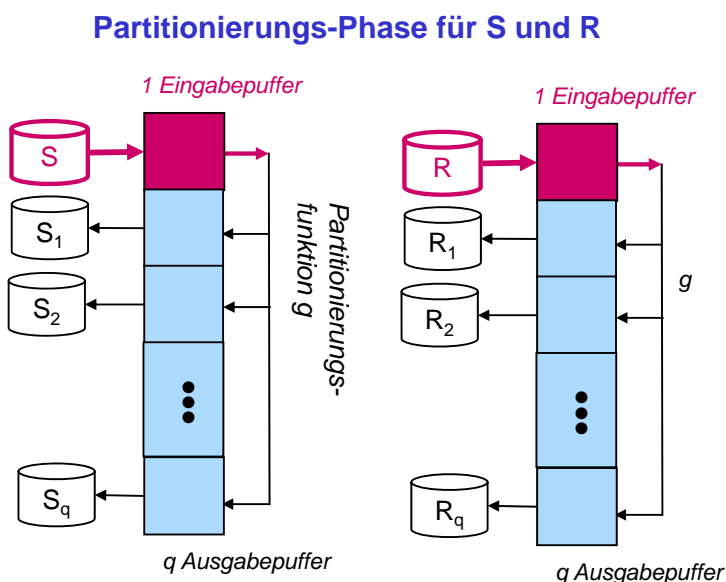 Partitionierungs-Phase für S und R
1 Eingabepuffer
S
S1
S2
Sq
Partitionierungs-
funktion g
q Ausgabepuffer
1 Eingabepuffer
R
R1
R2
Rq
g
q Ausgabepuffer